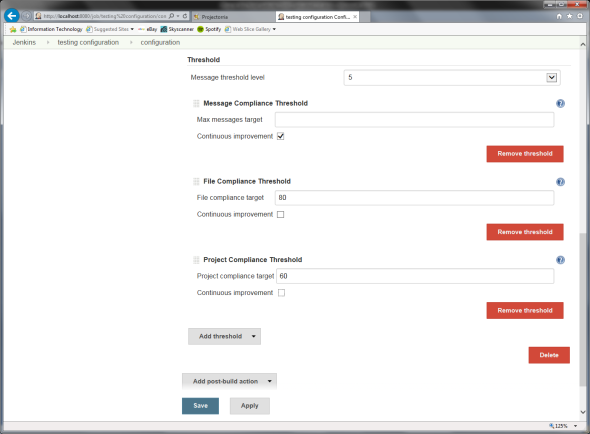 http://localhost:8080/job/testing%20configuration/con
Projectonie
testing configuration Confi...
Information Technology
Suggested Sites
eBay
Skyscanner
Spotify
Web Slice Gallery
Jenkins
testing configuration
configuration
Threshold
Message threshold level
5
Message Compliance Threshold
Max messages target
Continuous improvement
Remove threshold
File Compliance Threshold
File compliance target
80
Continuous improvement
Remove threshold
Project Compliance Threshold
Project compliance target
60
Continuous improvement
Remove threshold
Add threshold
Delete
Add post-build action
Save
Apply
125%